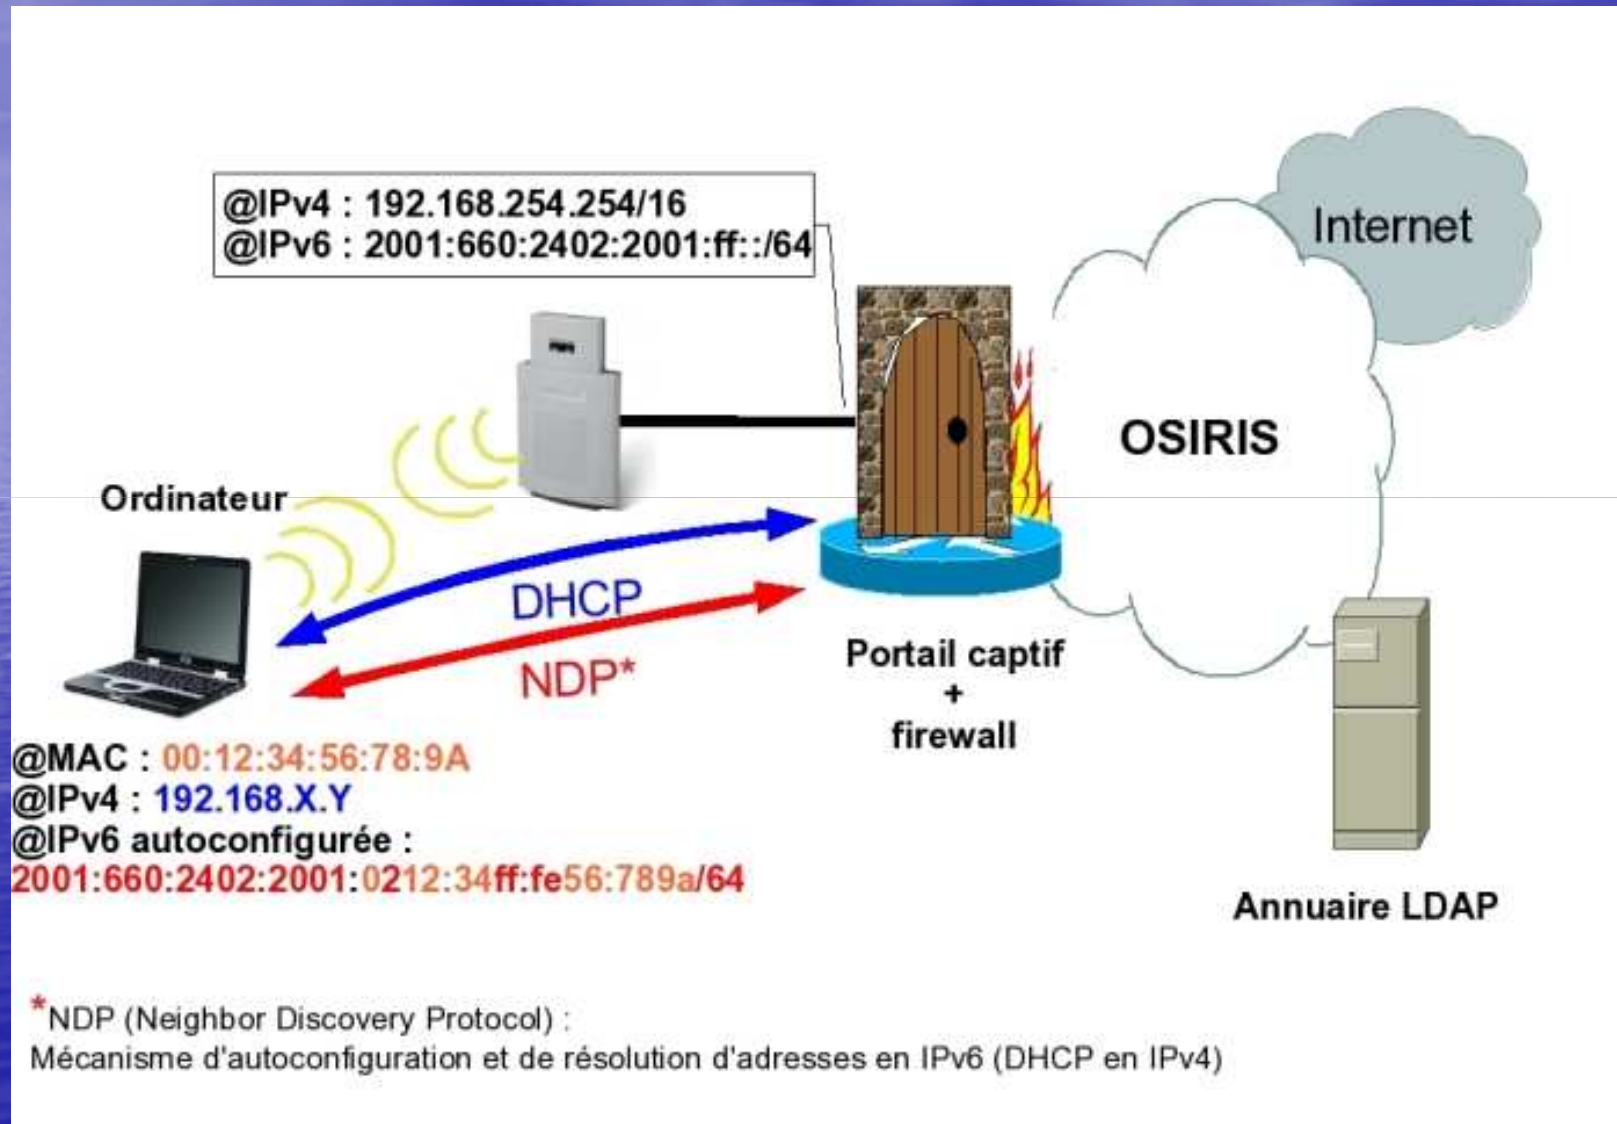 @IPv4 : 192.168.254.254/16
@IPv6 : 2001:660:2402:2001:ff::/64
Internet
OSIRIS
Ordinateur
DHCP
NDP*
Portail captif
+
firewall
@MAC : 00:12:34:56:78:9A
@IPv4 : 192.168.X.Y
@IPv6 autoconfigurée :
2001:660:2402:2001:0212:34ff:fe56:789a/64
Annuaire LDAP
*NDP (Neighbor Discovery Protocol) :
Mécanisme d'autoconfiguration et de résolution d'adresses en IPv6 (DHCP en IPv4)